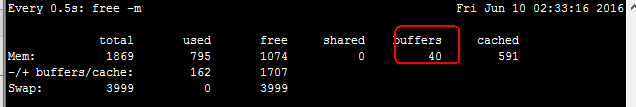 Every 0.5s: free -m Fri Jun 10 02:33:16 2016
total used free shared buffers cached
Mem: 1869 795 1074 0 40 591
-/+ buffers/cache: 162 1707
Swap: 3999 0 3999